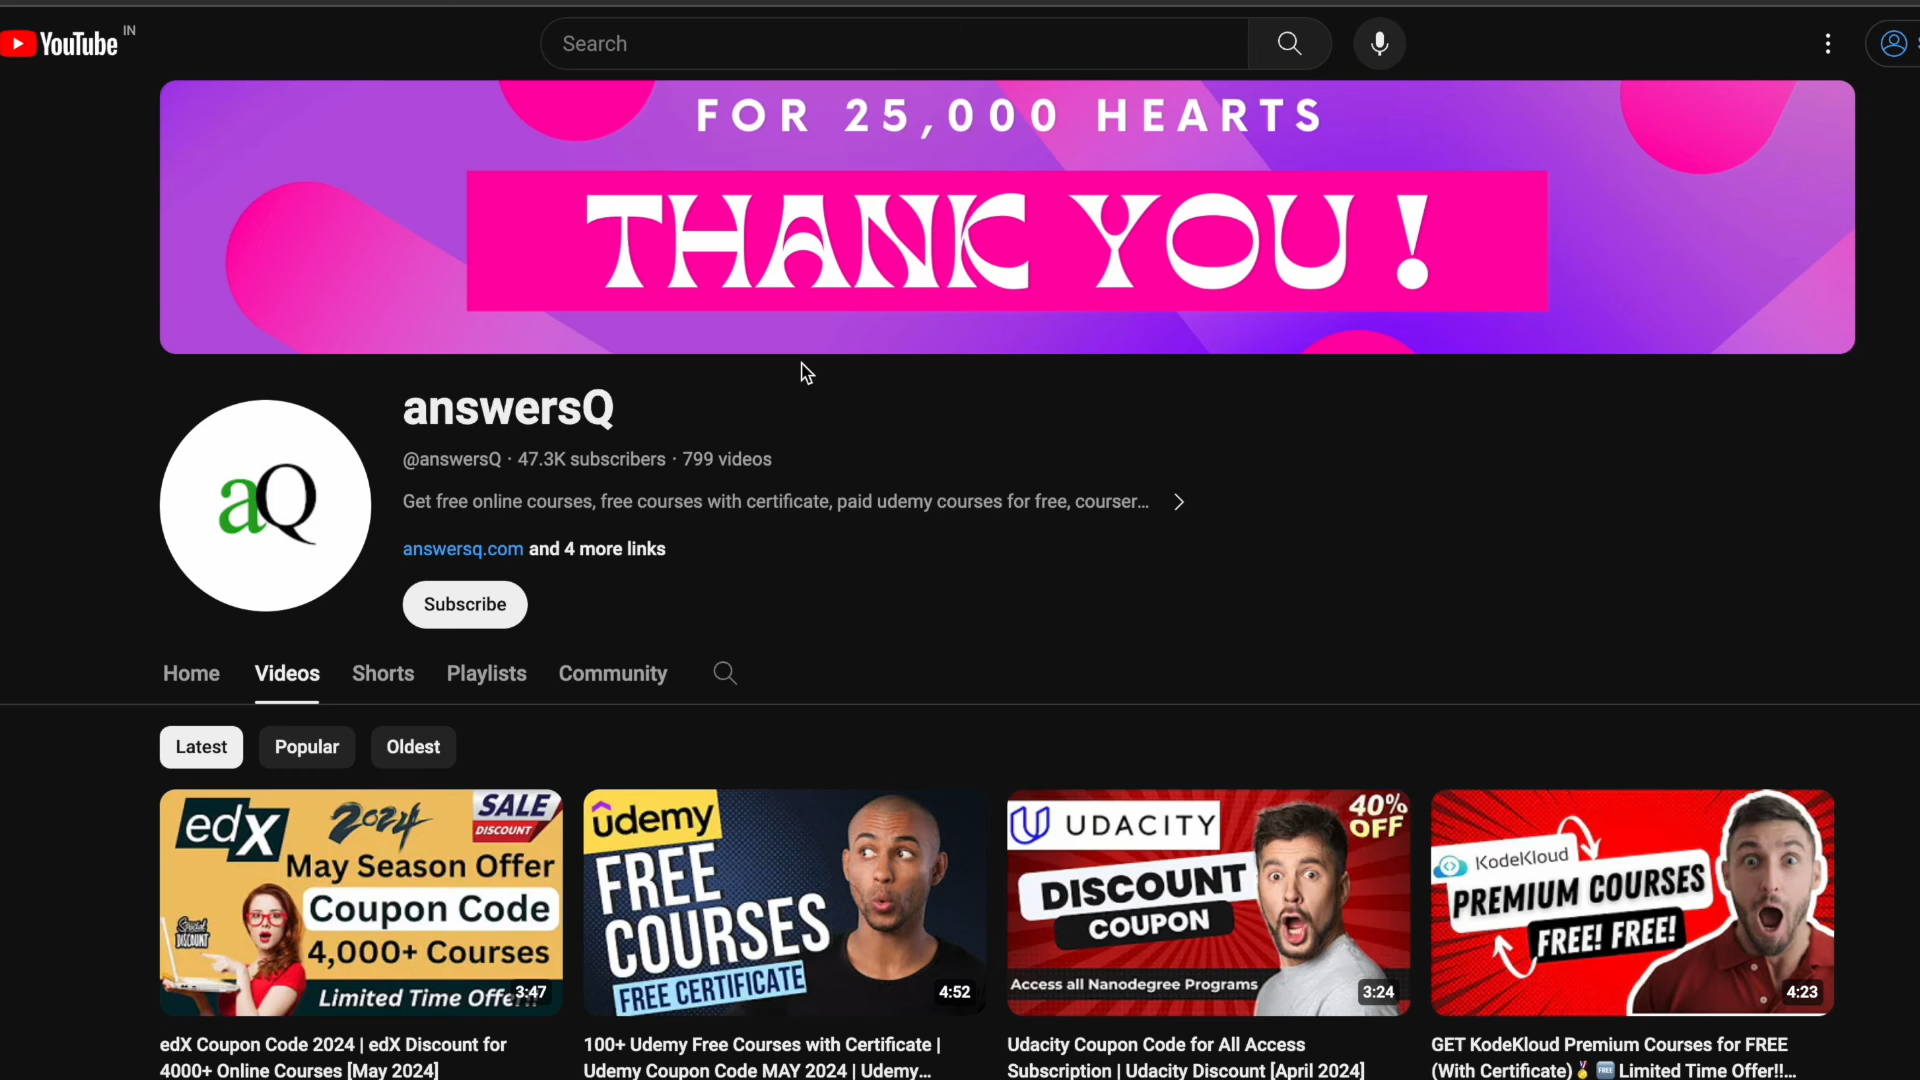 YouTube IN
Search
FOR 25,000 HEARTS
THANK YOU!
aQ
answersQ
@answersQ · 47.3K subscribers · 799 videos
Get free online courses, free courses with certificate, paid udemy courses for free, courser...
answersq.com and 4 more links
Subscribe
Home Videos Shorts Playlists Community
Latest Popular Oldest
edX 2024 SALE
DISCOUNT
May Season Offer
Coupon Code
Special
DISCOUNT
4,000+ Courses
Limited Time Offe
3:47
udemy
FREE
COURSES
FREE CERTIFICATE
4:52
UDACITY
40%
OFF
DISCOUNT
COUPON
Access all Nanodegree Programs
3:24
KodeKloud
PREMIUM COURSES
FREE! FREE!
4:23
edX Coupon Code 2024 | edX Discount for
4000+ Online Courses [May 2024]
100+ Udemy Free Courses with Certificate |
Udemy Coupon Code MAY 2024 | Udemy...
Udacity Coupon Code for All Access
Subscription | Udacity Discount [April 2024]
GET KodeKloud Premium Courses for FREE
(With Certificate)🥇 🆓 Limited Time Offer!!...